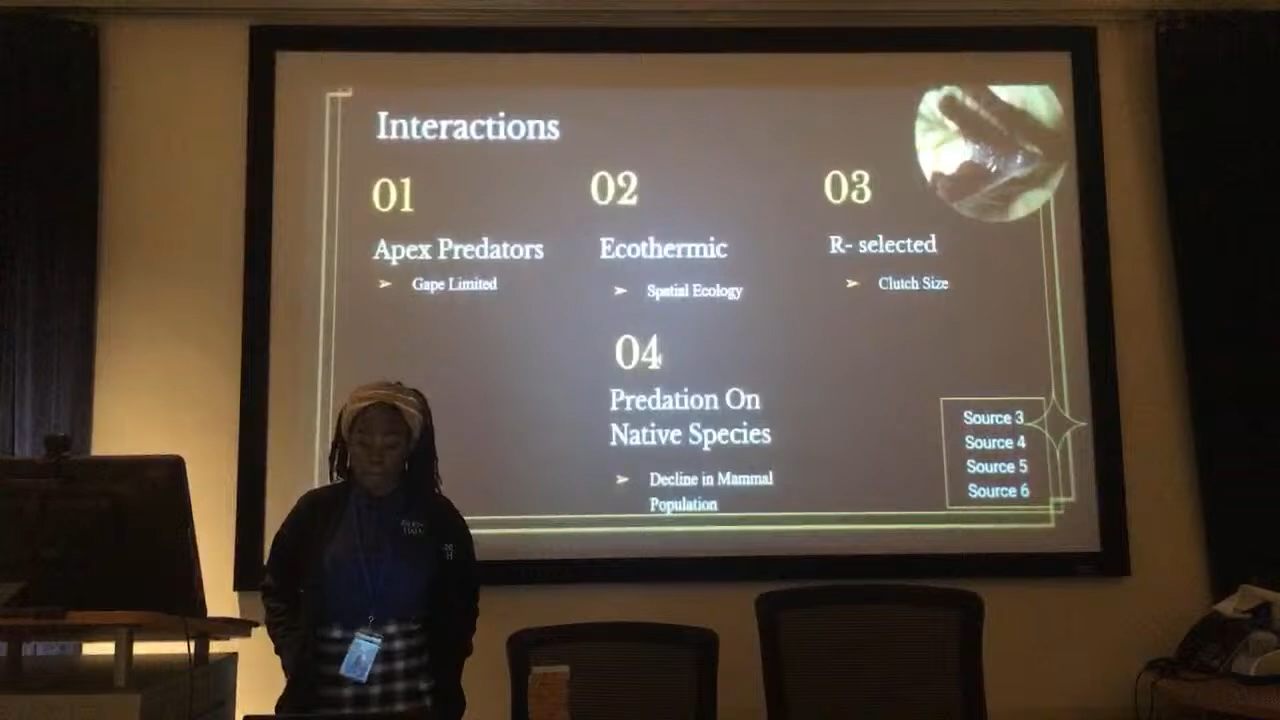 Interactions
01
Apex Predators
➢ Gape Limited
02
Ecothermic
➢ Spatial Ecology
03
R- selected
➢ Clutch Size
04
Predation On
Native Species
➢ Decline in Mammal
Population
Source 3
Source 4
Source 5
Source 6